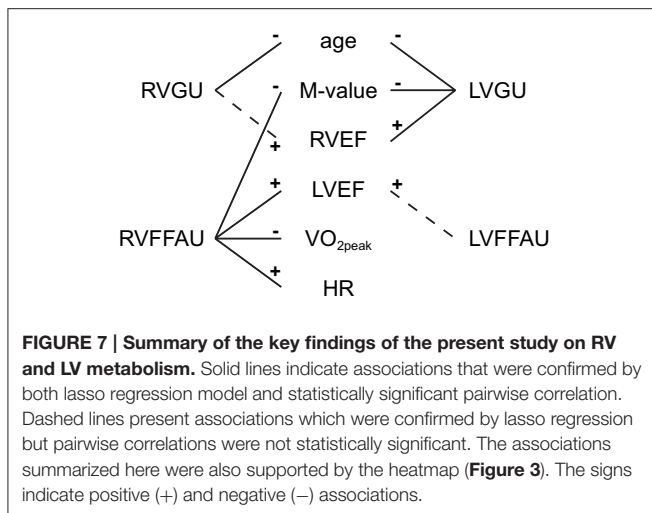 - age -
RVGU - M-value - LVGU
+ RVEF +
+ LVEF +
RVFFAU - VO2peak LVFFAU
+ HR
FIGURE 7 | Summary of the key findings of the present study on RV
and LV metabolism. Solid lines indicate associations that were confirmed by
both lasso regression model and statistically significant pairwise correlation.
Dashed lines present associations which were confirmed by lasso regression
but pairwise correlations were not statistically significant. The associations
summarized here were also supported by the heatmap (Figure 3). The signs
indicate positive (+) and negative (−) associations.